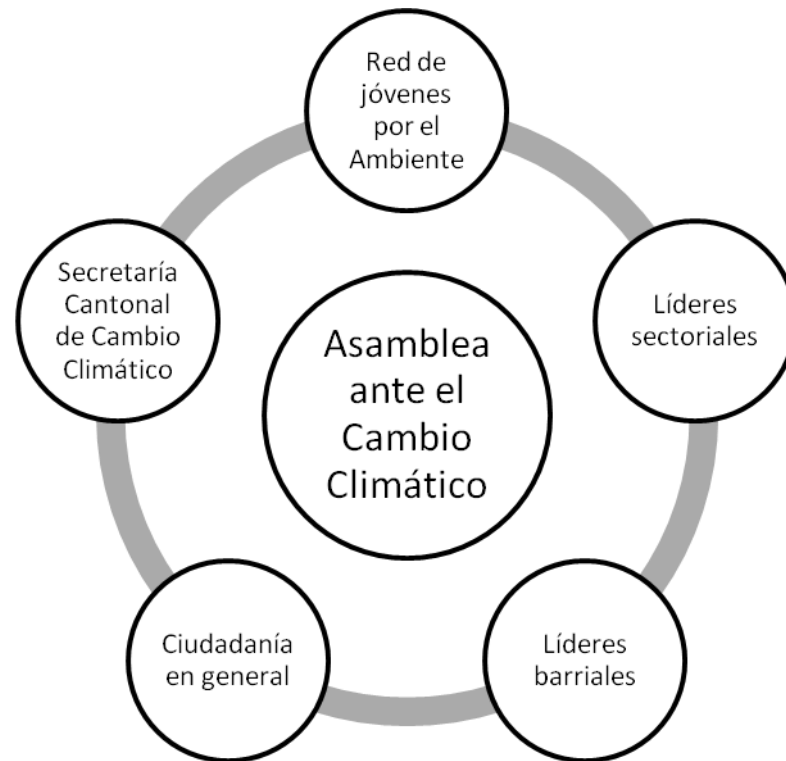 Red de
jóvenes
por el
Ambiente
Líderes
sectoriales
Líderes
barriales
Ciudadanía
en general
Secretaría
Cantonal
de Cambio
Climático
Asamblea
ante el
Cambio
Climático